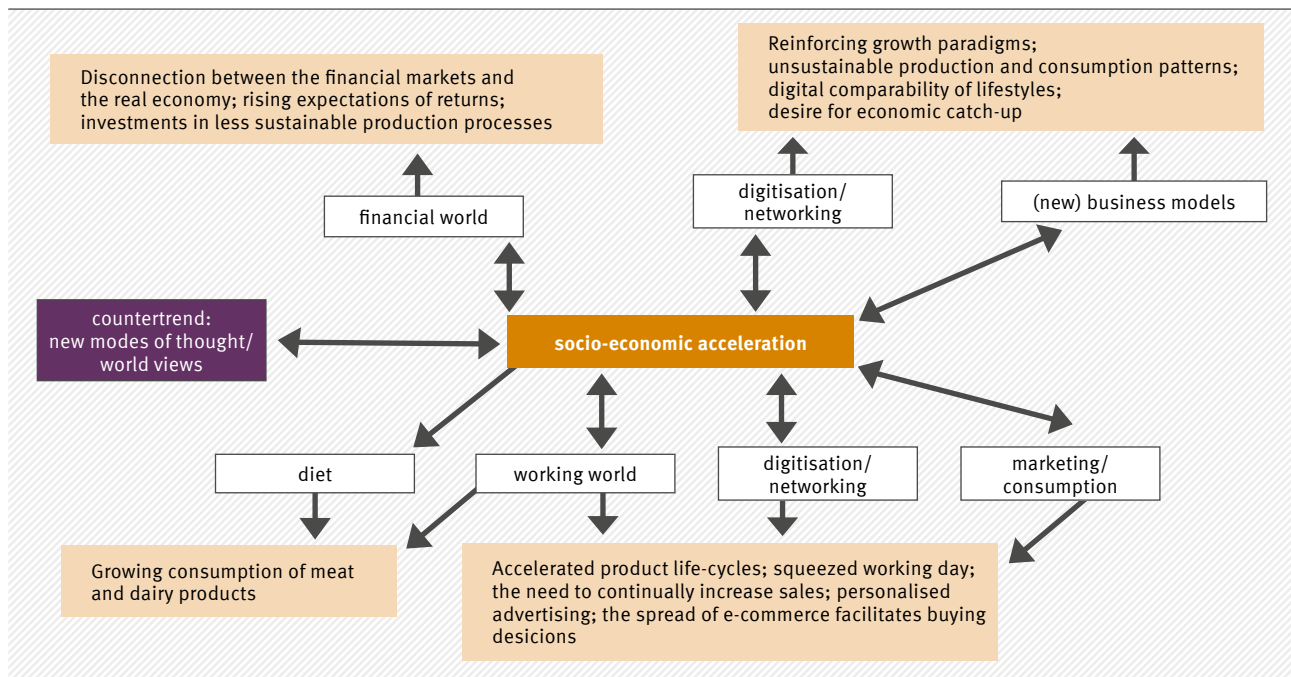 Disconnection between the financial markets and
the real economy; rising expectations of returns;
investments in less sustainable production processes
Reinforcing growth paradigms;
unsustainable production and consumption patterns;
digital comparability of lifestyles;
desire for economic catch-up
financial world
digitisation/
networking
(new) business models
countertrend:
new modes of thought/
world views
socio-economic acceleration
diet
working world
digitisation/
networking
marketing/
consumption
Growing consumption of meat
and dairy products
Accelerated product life-cycles; squeezed working day;
the need to continually increase sales; personalised
advertising; the spread of e-commerce facilitates buying
desicions